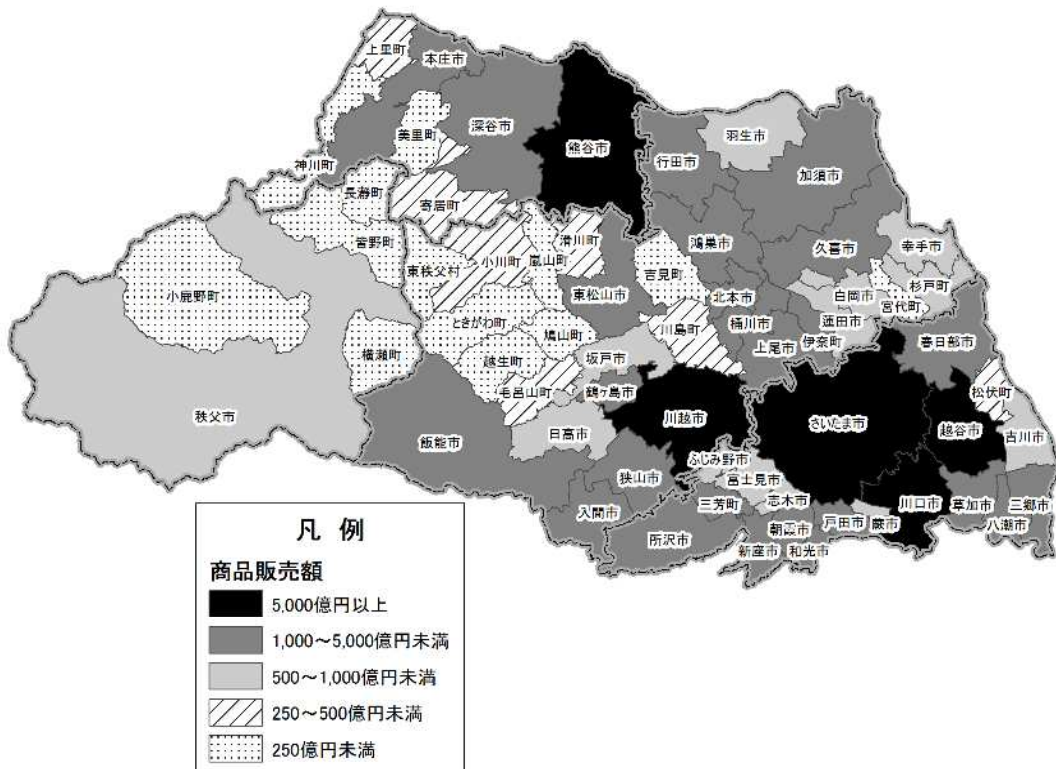 上里町
本庄市
美里町
深谷市
熊谷市
羽生市
行田市
加須市
神川町
長瀞町
寄居町
皆野町
滑川町
小川町
嵐山町
東秩父村
吉見町
鴻巣市
久喜市
幸手市
杉戸町
白岡市
宮代町
小鹿野町
東松山市
北本市
蓮田市
ときがわ町
鳩山町
川島町
桶川市
伊奈町
上尾市
春日部市
横瀬町
越生町
坂戸市
毛呂山町
鶴ヶ島市
松伏町
秩父市
川越市
さいたま市
越谷市
吉川市
飯能市
日高市
ふじみ野市
富士見市
狭山市
志木市
三芳町
川口市
草加市
三郷市
入間市
戸田市
蕨市
八潮市
朝霞市
所沢市
新座市
和光市
凡 例
商品販売額
5,000億円以上
1,000～5,000億円未満
500～1,000億円未満
250～500億円未満
250億円未満